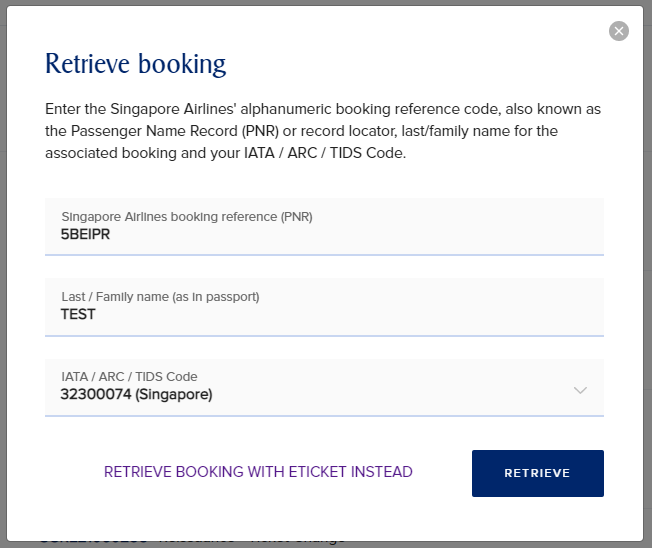 Retrieve booking
Enter the Singapore Airlines' alphanumeric booking reference code, also known as
the Passenger Name Record (PNR) or record locator, last/family name for the
associated booking and your IATA / ARC / TIDS Code.
Singapore Airlines booking reference (PNR)
5BEIPR
Last / Family name (as in passport)
TEST
IATA / ARC / TIDS Code
32300074 (Singapore)
RETRIEVE BOOKING WITH ETICKET INSTEAD
RETRIEVE